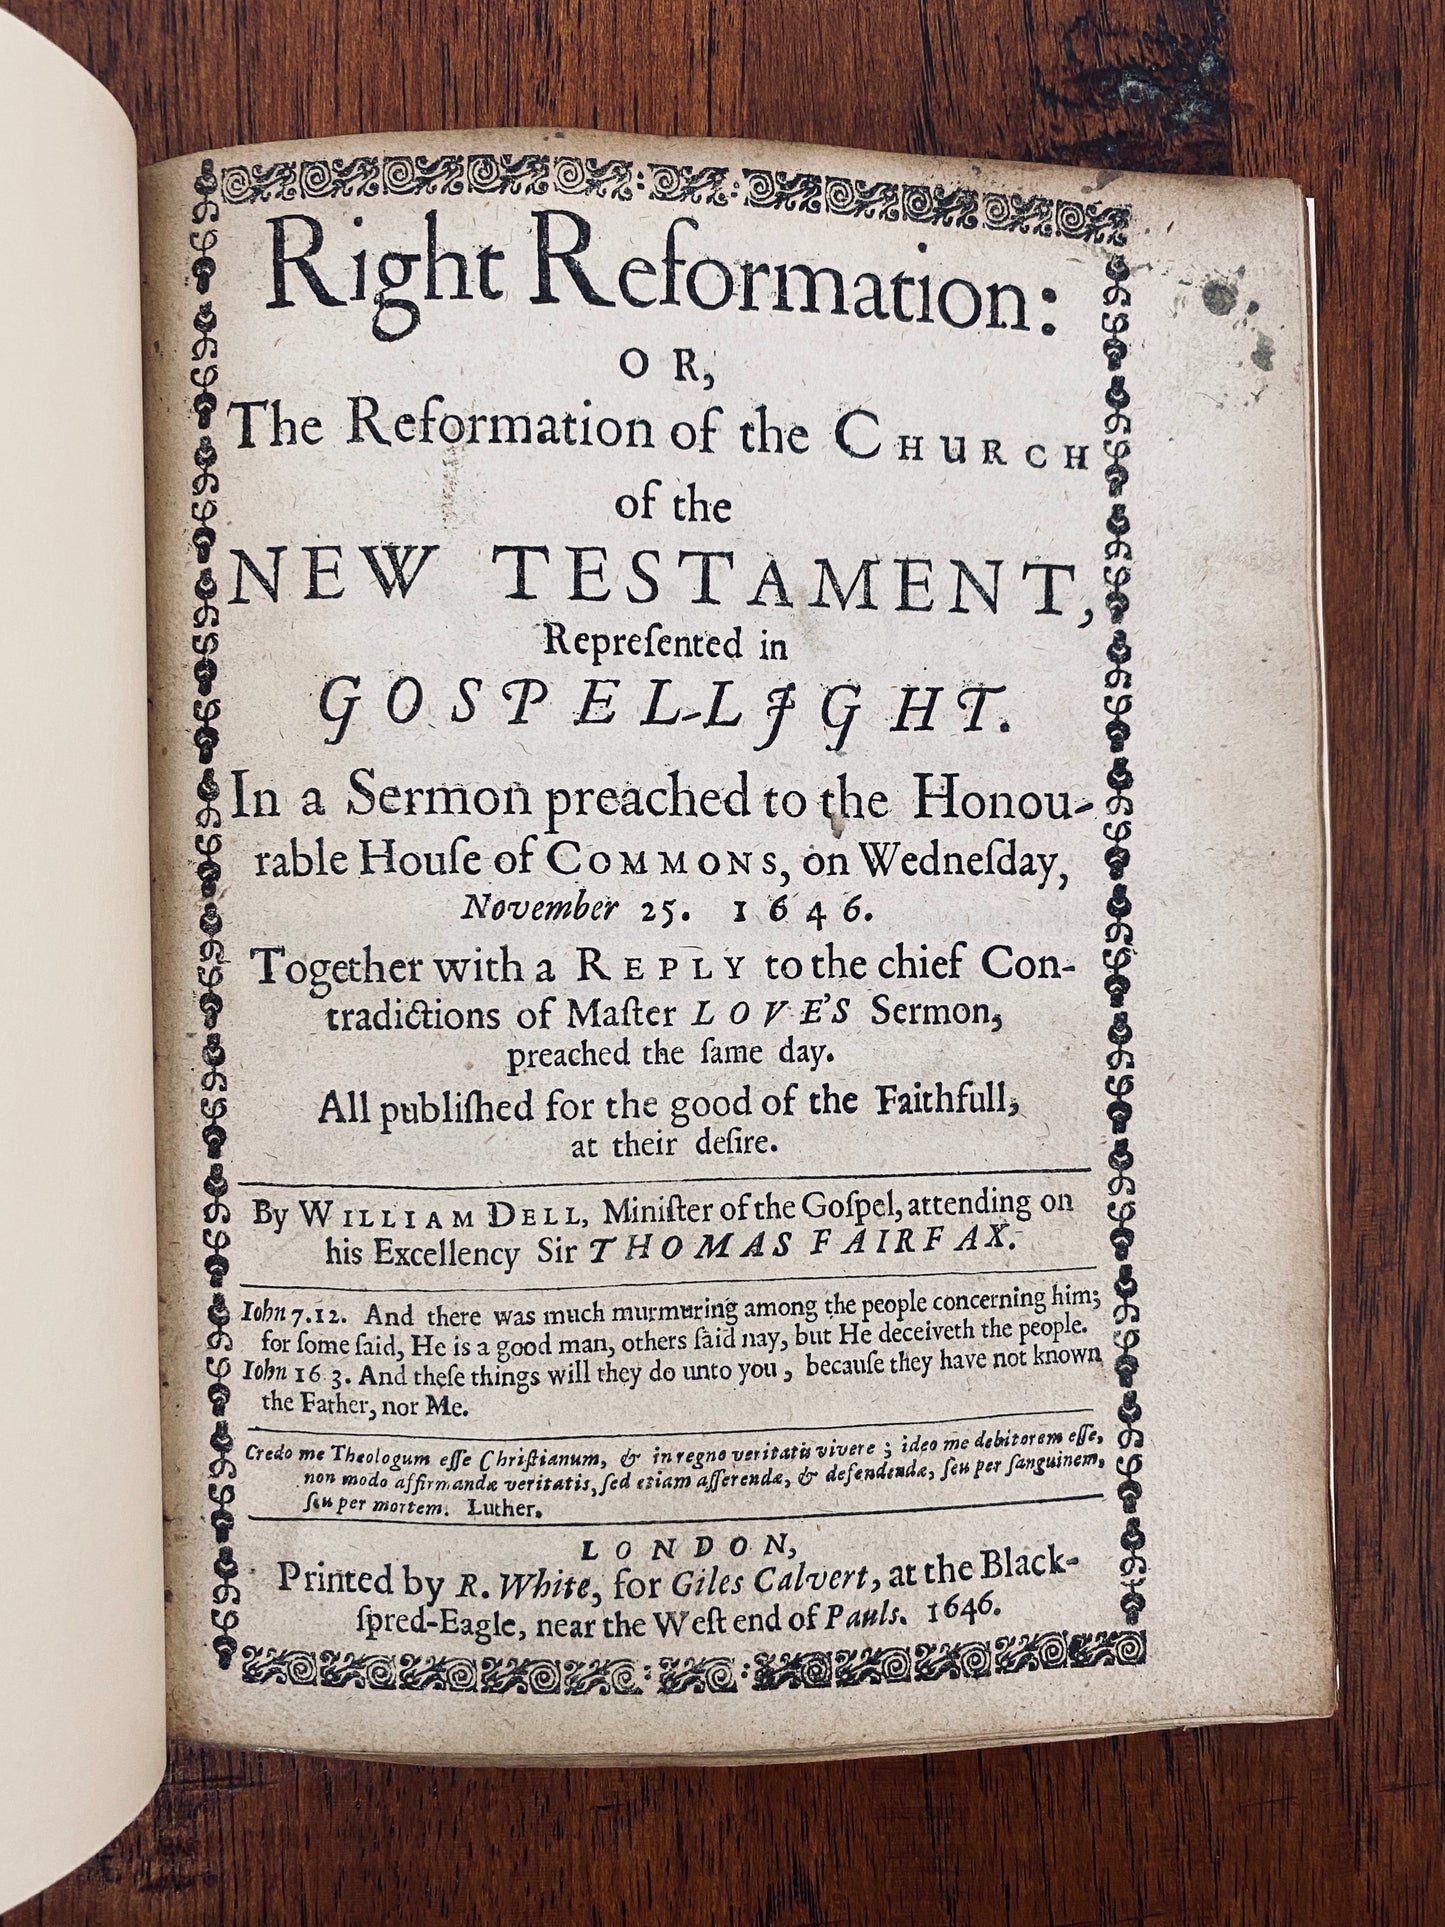 Right Reformation:
OR,
The Reformation of the CHURCH
of the
NEW TESTAMENT,
Repreſented in
GOSPEL-LIGHT.
In a Sermon preached to the Honou-
rable Houſe of COMMONS, on Wedneſday,
November 25. 1646.
Together with a REPLY to the chief Con-
tradictions of Maſter LOVE'S Sermon,
preached the ſame day.
All publiſhed for the good of the Faithfull,
at their deſire.
By WILLIAM DELL, Miniſter of the Goſpel, attending on
his Excellency Sir THOMAS FAIRFAX.
Iohn 7.12. And there was much murmuring among the people concerning him;
for ſome ſaid, He is a good man, others ſaid nay, but He deceiveth the people.
Iohn 16 3. And theſe things will they do unto you, becauſe they have not known
the Father, nor Me.
Credo me Theologum eſſe Chriſtianum, & in regno veritatis vivere; ideo me debitorem eſſe,
non modo affirmandæ veritatis, ſed etiam aſſerendæ, & defendendæ, ſeu per ſanguinem,
ſeu per mortem. Luther.
LONDON,
Printed by R. White, for Giles Calvert, at the Black-
ſpred-Eagle, near the Weſt end of Pauls. 1646.